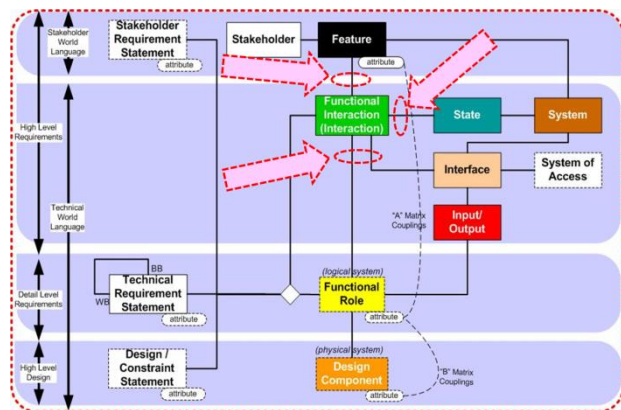 Stakeholder
World
Language
Stakeholder
Requirement
Statement
attribute
Stakeholder
Feature
attribute
High Level
Requirements
Technical
World
Language
Functional
Interaction
(Interaction)
State
System
Interface
System of
Access
Input/
Output
"A" Matrix
Couplings
Detail Level
Requirements
BB
WB
Technical
Requirement
Statement
attribute
(logical system)
Functional
Role
attribute
High Level
Design
Design /
Constraint
Statement
attribute
(physical system)
Design
Component
attribute
"B" Matrix
Couplings